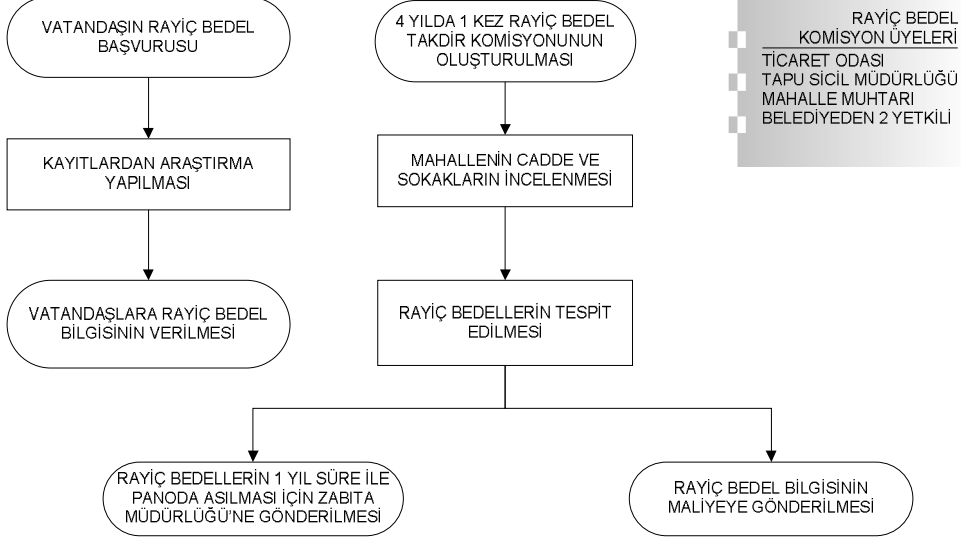 VATANDAŞIN RAYİÇ BEDEL
BAŞVURUSU
4 YILDA 1 KEZ RAYİÇ BEDEL
TAKDİR KOMİSYONUNUN
OLUŞTURULMASI
RAYİÇ BEDEL
KOMİSYON ÜYELERİ
TİCARET ODASI
TAPU SİCİL MÜDÜRLÜĞÜ
MAHALLE MUHTARI
BELEDİYEDEN 2 YETKİLİ
KAYITLARDAN ARAŞTIRMA
YAPILMASI
MAHALLENİN CADDE VE
SOKAKLARIN İNCELENMESİ
VATANDAŞLARA RAYİÇ BEDEL
BİLGİSİNİN VERİLMESİ
RAYİÇ BEDELLERİN TESPİT
EDİLMESİ
RAYİÇ BEDELLERİN 1 YIL SÜRE İLE
PANODA ASILMASI İÇİN ZABITA
MÜDÜRLÜĞÜ'NE GÖNDERİLMESİ
RAYİÇ BEDEL BİLGİSİNİN
MALİYEYE GÖNDERİLMESİ